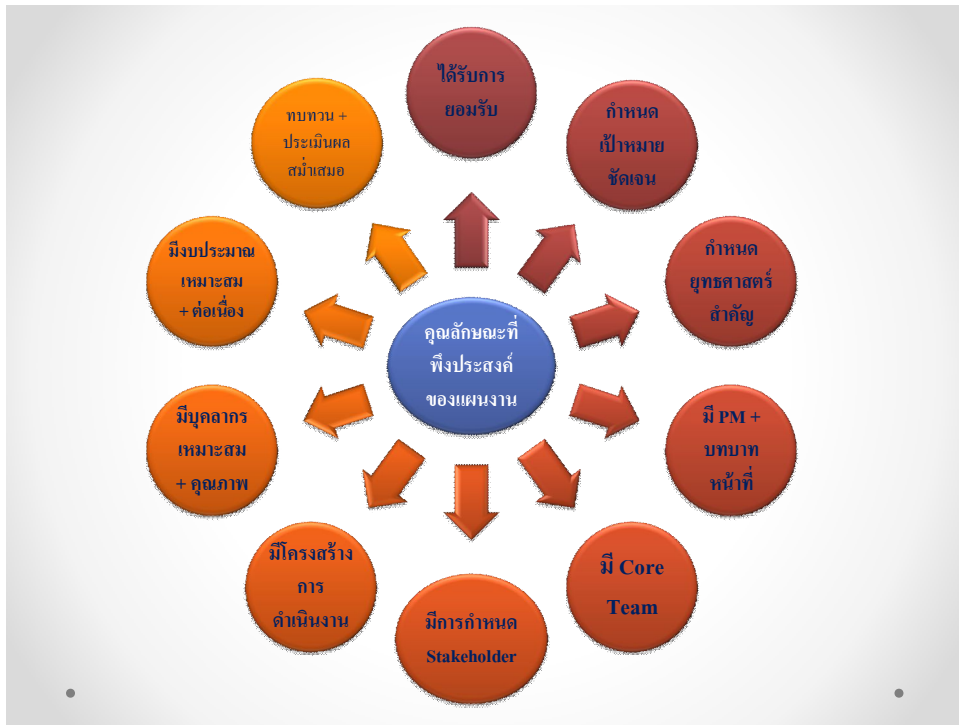 คุณลักษณะที่
พึงประสงค์
ของแผนงาน
ได้รับการ
ยอมรับ
กำหนด
เป้าหมาย
ชัดเจน
กำหนด
ยุทธศาสตร์
สำคัญ
มี PM +
บทบาท
หน้าที่
มี Core
Team
มีการกำหนด
Stakeholder
มีโครงสร้าง
การ
ดำเนินงาน
มีบุคลากร
เหมาะสม
+ คุณภาพ
มีงบประมาณ
เหมาะสม
+ ต่อเนื่อง
ทบทวน +
ประเมินผล
สม่ำเสมอ